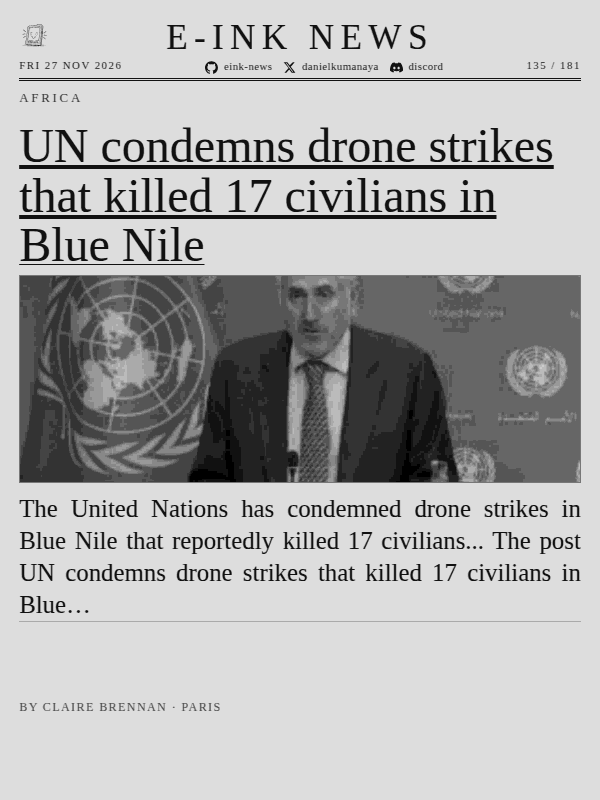 E-INK NEWS
FRI 27 NOV 2026
eink-news danielkumanaya discord
135 / 181
AFRICA
UN condemns drone strikes
that killed 17 civilians in
Blue Nile
United Nations
The United Nations has condemned drone strikes in
Blue Nile that reportedly killed 17 civilians... The post
UN condemns drone strikes that killed 17 civilians in
Blue…
BY CLAIRE BRENNAN · PARIS